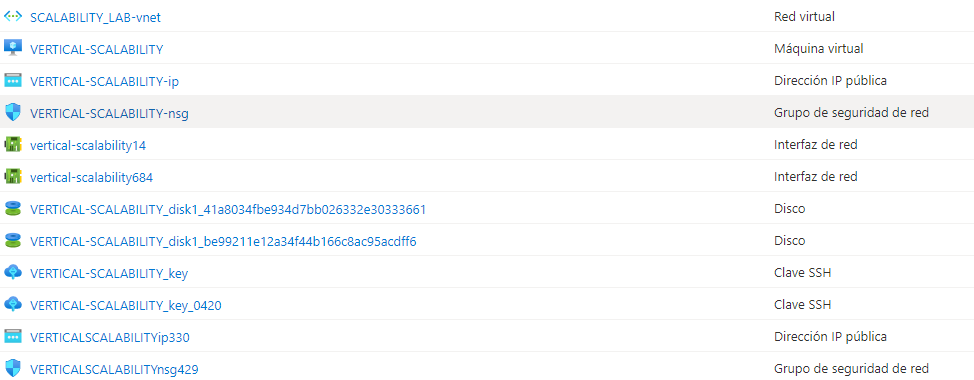 SCALABILITY_LAB-vnet Red virtual
VERTICAL-SCALABILITY Máquina virtual
VERTICAL-SCALABILITY-ip Dirección IP pública
VERTICAL-SCALABILITY-nsg Grupo de seguridad de red
vertical-scalability14 Interfaz de red
vertical-scalability684 Interfaz de red
VERTICAL-SCALABILITY_disk1_41a8034fbe934d7bb026332e30333661 Disco
VERTICAL-SCALABILITY_disk1_be99211e12a34f44b166c8ac95acdff6 Disco
VERTICAL-SCALABILITY_key Clave SSH
VERTICAL-SCALABILITY_key_0420 Clave SSH
VERTICALSCALABILITYip330 Dirección IP pública
VERTICALSCALABILITYnsg429 Grupo de seguridad de red